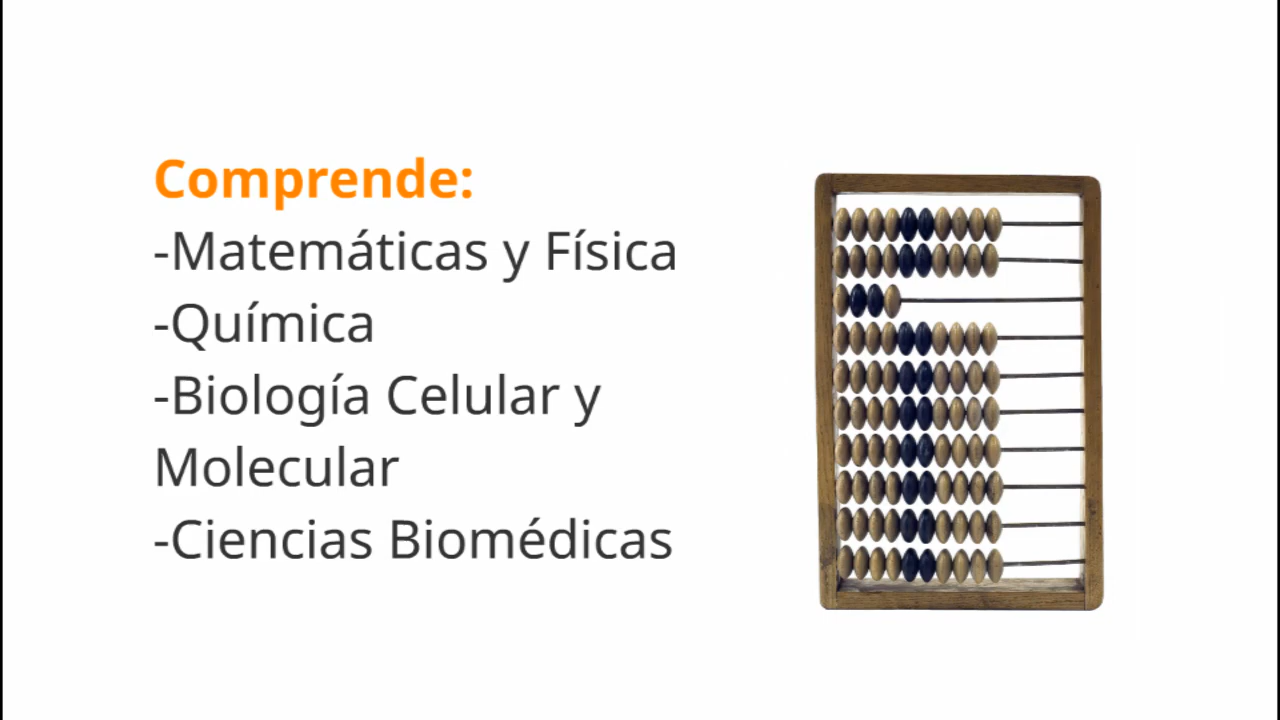 Comprende:
-Matemáticas y Física
-Química
-Biología Celular y
Molecular
-Ciencias Biomédicas